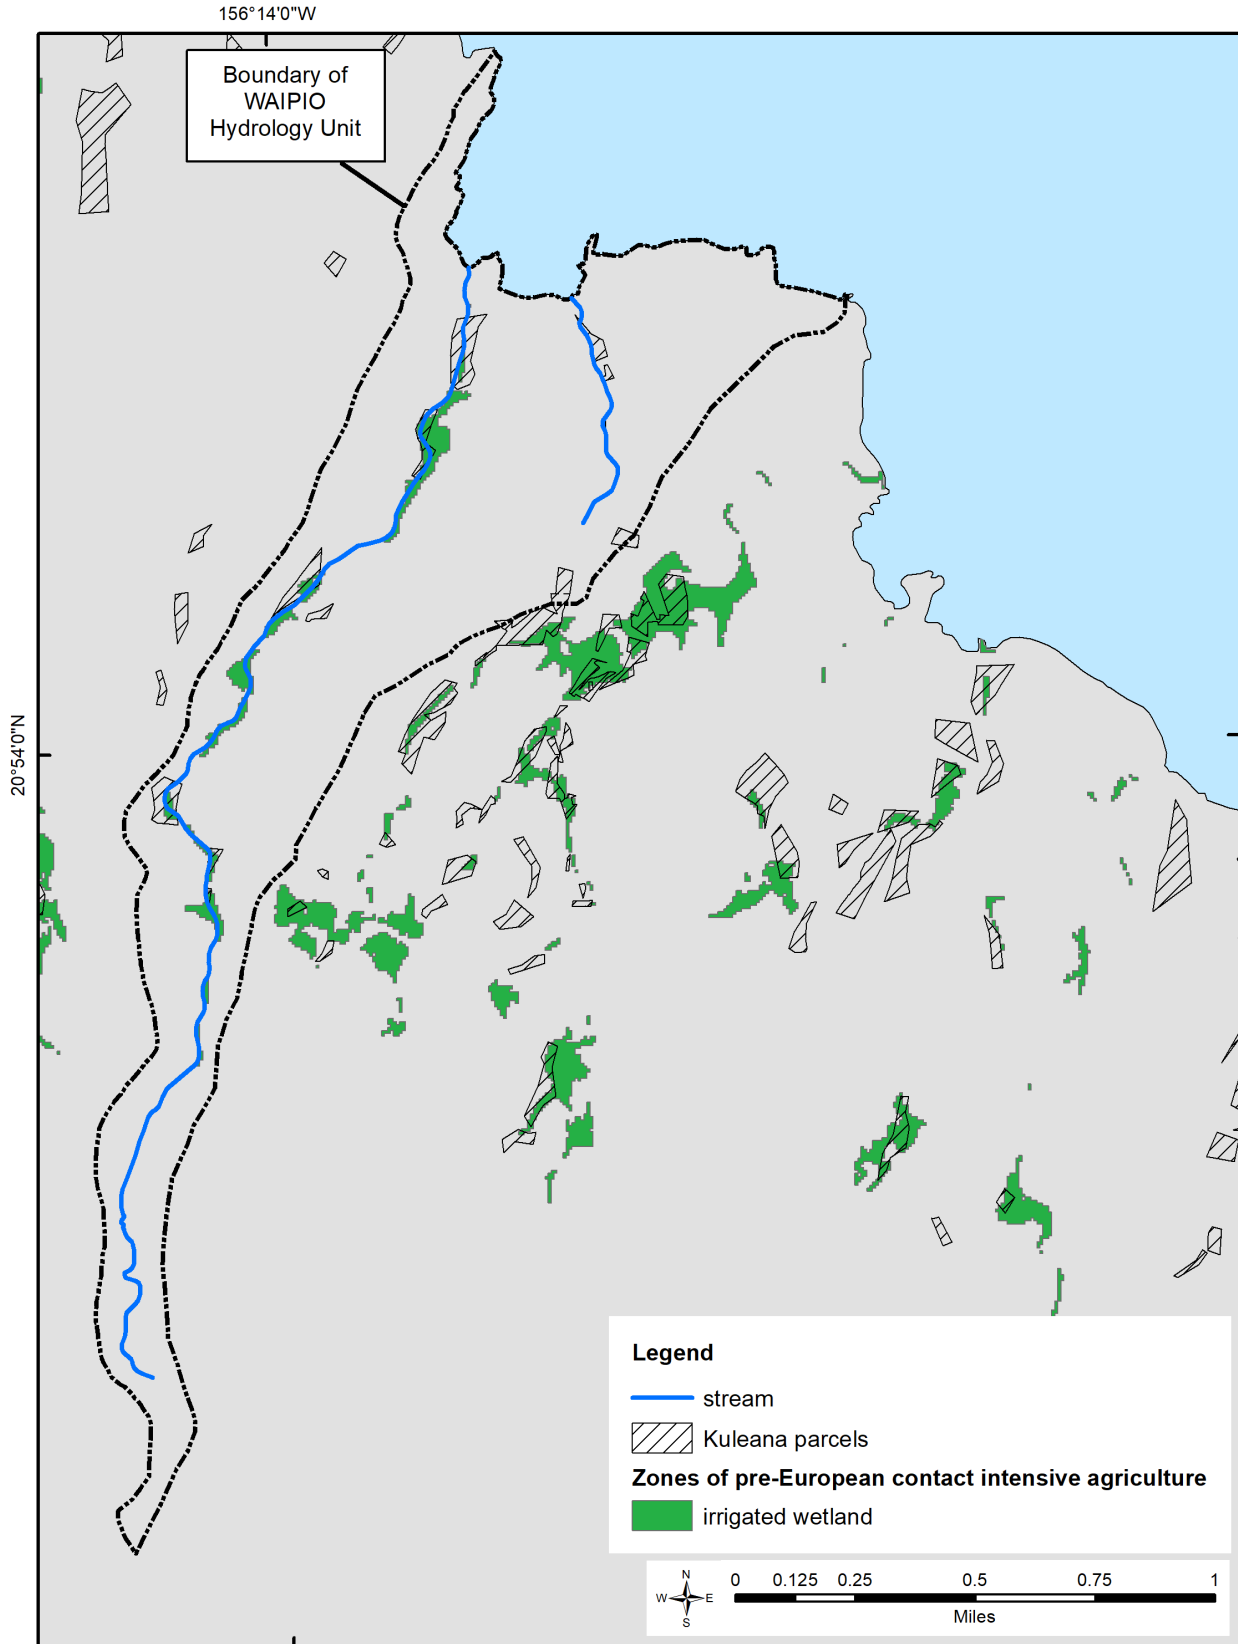 156°14'0"W
Boundary of
WAIPIO
Hydrology Unit
20°54'0"N
Legend
stream
Kuleana parcels
Zones of pre-European contact intensive agriculture
irrigated wetland
N
W E
S
0 0.125 0.25 0.5 0.75 1
Miles